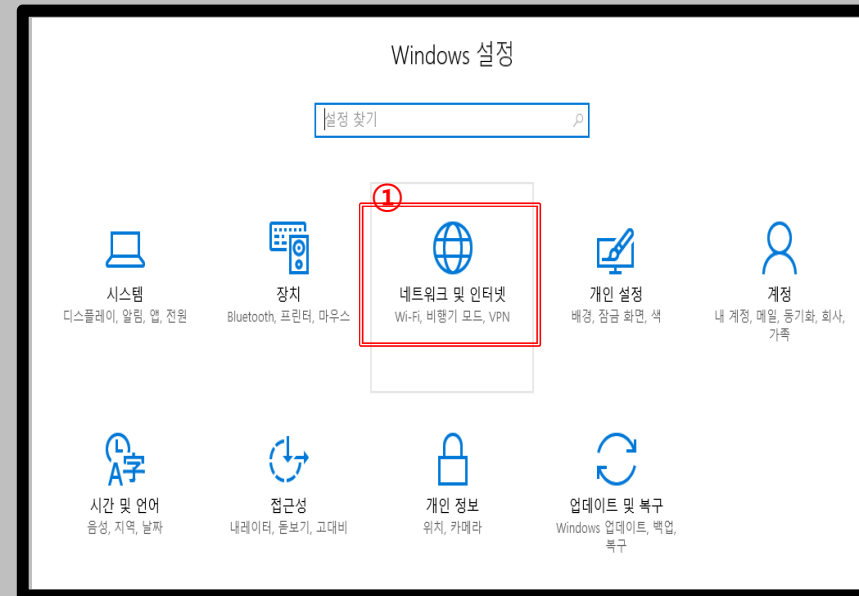 Windows 설정
설정 찾기
①
시스템
디스플레이, 알림, 앱, 전원
장치
Bluetooth, 프린터, 마우스
네트워크 및 인터넷
Wi-Fi, 비행기 모드, VPN
개인 설정
배경, 잠금 화면, 색
계정
내 계정, 메일, 동기화, 회사,
가족
시간 및 언어
음성, 지역, 날짜
접근성
내레이터, 돋보기, 고대비
개인 정보
위치, 카메라
업데이트 및 복구
Windows 업데이트, 백업,
복구